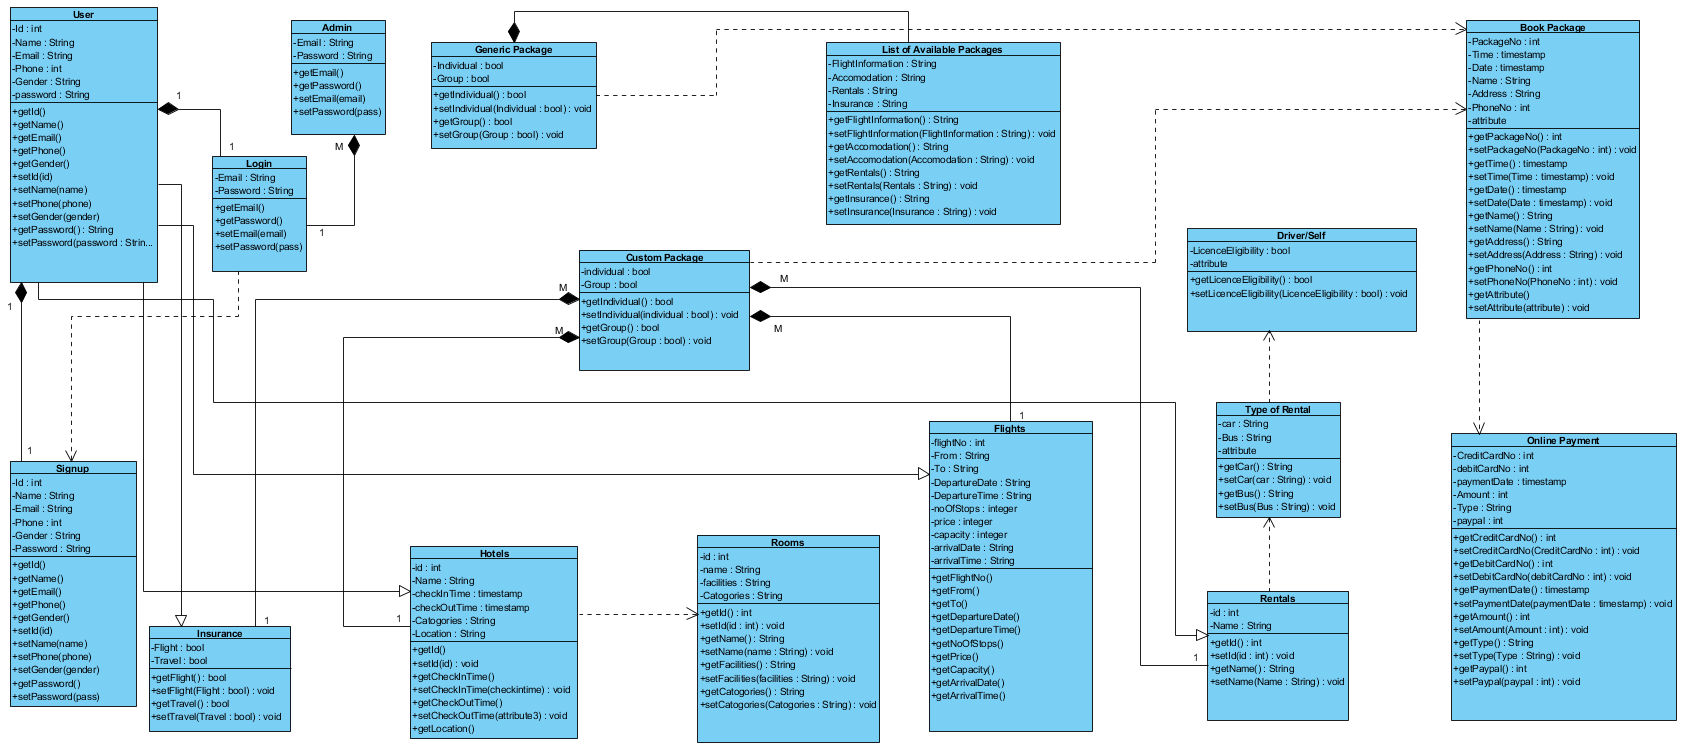 User
-Id : int
-Name : String
-Email : String
-Phone : int
-Gender : String
-password : String
+getId()
+getName()
+getEmail()
+getPhone()
+getGender()
+setId(id)
+setName(name)
+setPhone(phone)
+setGender(gender)
+getPassword() : String
+setPassword(password : Strin...
1
1
1
1
Login
-Email : String
-Password : String
+getEmail()
+getPassword()
+setEmail(email)
+setPassword(pass)
Admin
-Email : String
-Password : String
+getEmail()
+getPassword()
+setEmail(email)
+setPassword(pass)
M
1
Generic Package
-Individual : bool
-Group : bool
+getIndividual() : bool
+setIndividual(Individual : bool) : void
+getGroup() : bool
+setGroup(Group : bool) : void
List of Available Packages
-FlightInformation : String
-Accomodation : String
-Rentals : String
-Insurance : String
+getFlightInformation() : String
+setFlightInformation(FlightInformation : String) : void
+getAccomodation() : String
+setAccomodation(Accomodation : String) : void
+getRentals() : String
+setRentals(Rentals : String) : void
+getInsurance() : String
+setInsurance(Insurance : String) : void
Book Package
-PackageNo : int
-Time : timestamp
-Date : timestamp
-Name : String
-Address : String
-PhoneNo : int
-attribute
+getPackageNo() : int
+setPackageNo(PackageNo : int) : void
+getTime() : timestamp
+setTime(Time : timestamp) : void
+getDate() : timestamp
+setDate(Date : timestamp) : void
+getName() : String
+setName(Name : String) : void
+getAddress() : String
+setAddress(Address : String) : void
+getPhoneNo() : int
+setPhoneNo(PhoneNo : int) : void
+getAttribute()
+setAttribute(attribute) : void
Driver/Self
-LicenceEligibility : bool
-attribute
+getLicenceEligibility() : bool
+setLicenceEligibility(LicenceEligibility : bool) : void
Custom Package
-individual : bool
-Group : bool
+getIndividual() : bool
+setIndividual(individual : bool) : void
+getGroup() : bool
+setGroup(Group : bool) : void
M
M
M
M
Type of Rental
-car : String
-Bus : String
-attribute
+getCar() : String
+setCar(car : String) : void
+getBus() : String
+setBus(Bus : String) : void
1
Flights
-flightNo : int
-From : String
-To : String
-DepartureDate : String
-DepartureTime : String
-noOfStops : integer
-price : integer
-capacity : integer
-arrivalDate : String
-arrivalTime : String
+getFlightNo()
+getFrom()
+getTo()
+getDepartureDate()
+getDepartureTime()
+getNoOfStops()
+getPrice()
+getCapacity()
+getArrivalDate()
+getArrivalTime()
Online Payment
-CreditCardNo : int
-debitCardNo : int
-paymentDate : timestamp
-Amount : int
-Type : String
-paypal : int
+getCreditCardNo() : int
+setCreditCardNo(CreditCardNo : int) : void
+getDebitCardNo() : int
+setDebitCardNo(debitCardNo : int) : void
+getPaymentDate() : timestamp
+setPaymentDate(paymentDate : timestamp) : void
+getAmount() : int
+setAmount(Amount : int) : void
+getType() : String
+setType(Type : String) : void
+getPaypal() : int
+setPaypal(paypal : int) : void
Signup
-Id : int
-Name : String
-Email : String
-Phone : int
-Gender : String
-Password : String
+getId()
+getName()
+getEmail()
+getPhone()
+getGender()
+setId(id)
+setName(name)
+setPhone(phone)
+setGender(gender)
+getPassword()
+setPassword(pass)
1
Insurance
-Flight : bool
-Travel : bool
+getFlight() : bool
+setFlight(Flight : bool) : void
+getTravel() : bool
+setTravel(Travel : bool) : void
1
Hotels
-id : int
-Name : String
-checkInTime : timestamp
-checkOutTime : timestamp
-Catogories : String
-Location : String
+getId()
+setId(id) : void
+getCheckInTime()
+setCheckInTime(checkintime) : void
+getCheckOutTime()
+setCheckOutTime(attribute3) : void
+getLocation()
Rooms
-id : int
-name : String
-facilities : String
-Catogories : String
+getId() : int
+setId(id : int) : void
+getName() : String
+setName(name : String) : void
+getFacilities() : String
+setFacilities(facilities : String) : void
+getCatogories() : String
+setCatogories(Catogories : String) : void
1
Rentals
-id : int
-Name : String
+getId() : int
+setId(id : int) : void
+getName() : String
+setName(Name : String) : void